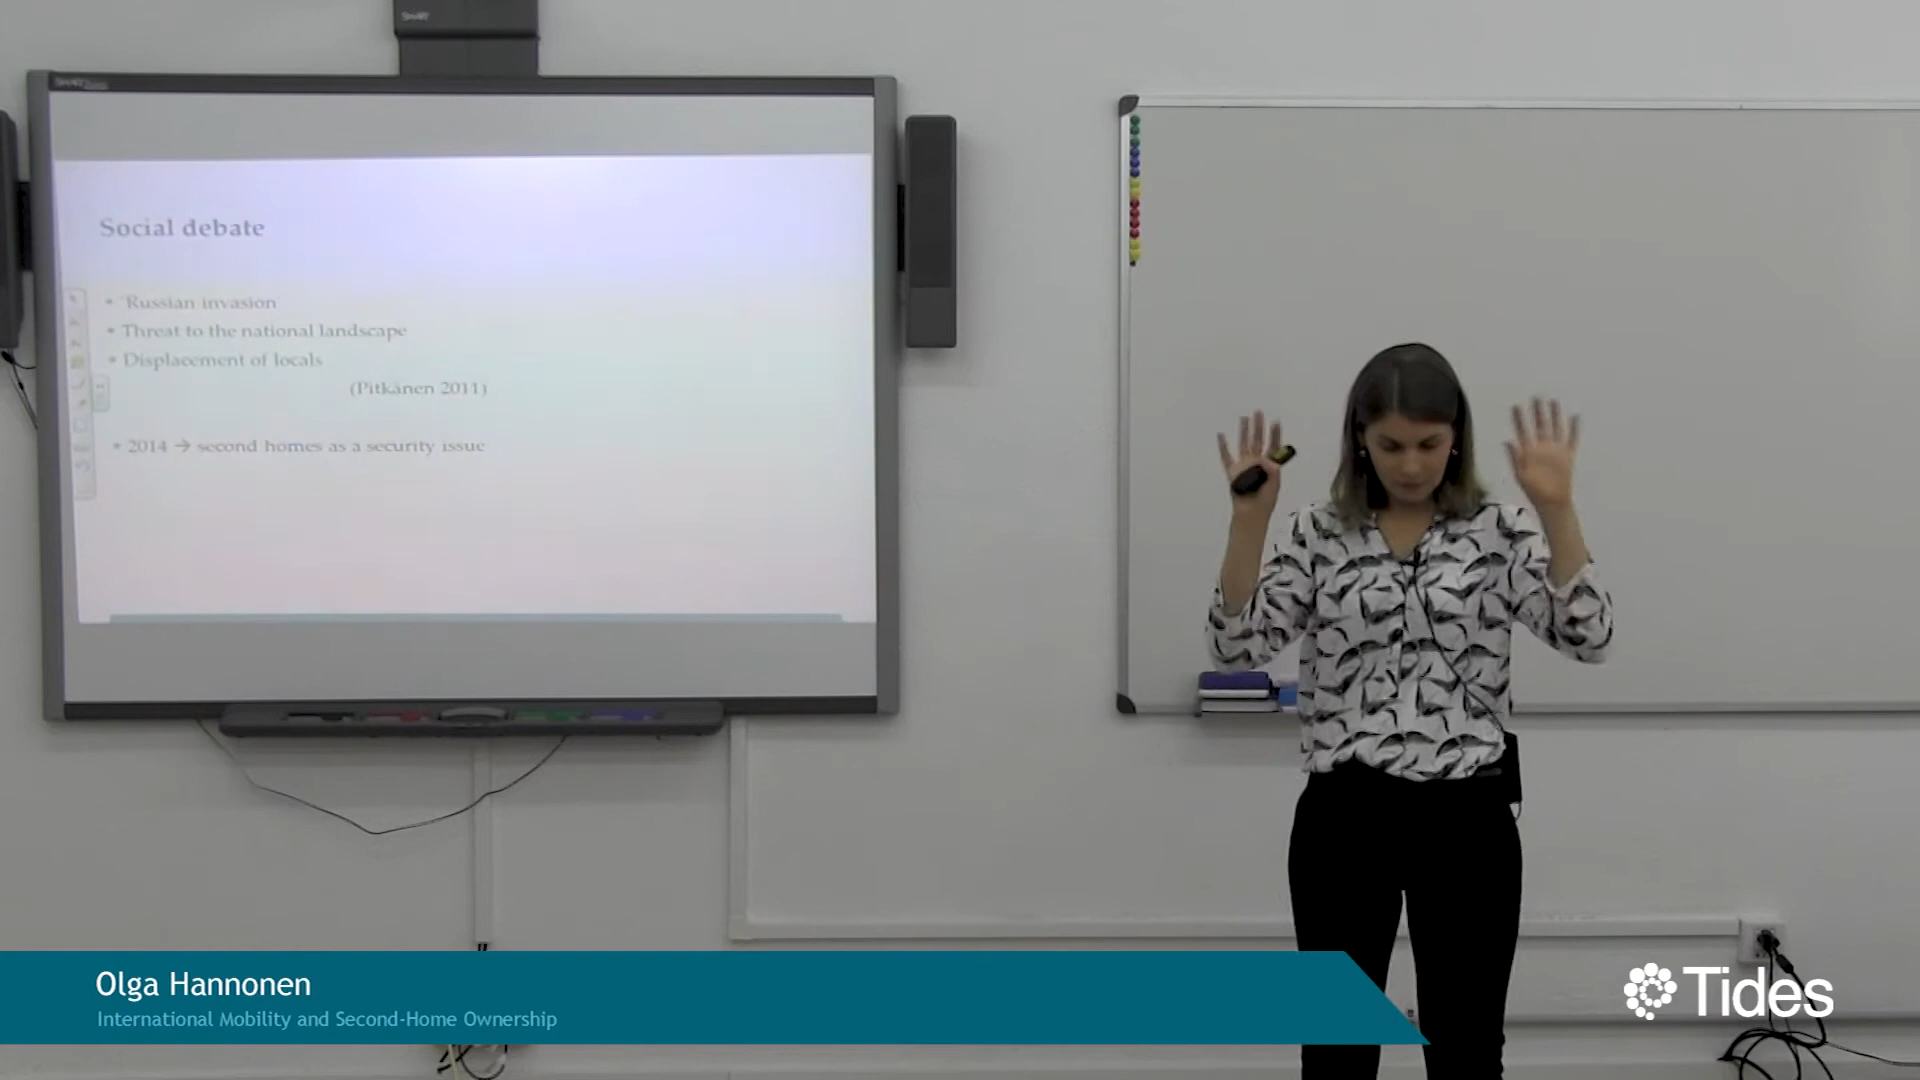 SMART
Social debate
• 'Russian invasion
• Threat to the national landscape
• Displacement of locals
(Pitkänen 2011)
• 2014 → second homes as a security issue
Olga Hannonen
International Mobility and Second-Home Ownership
Tides